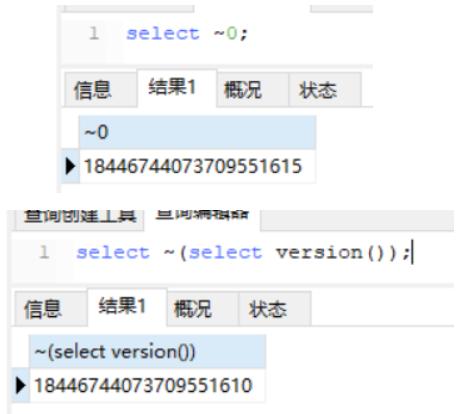 1 select ~0;
信息 结果1 概况 状态
~0
18446744073709551615
查询创建工具 查询编辑器
1 select ~(select version());
信息 结果1 概况 状态
~(select version())
18446744073709551610